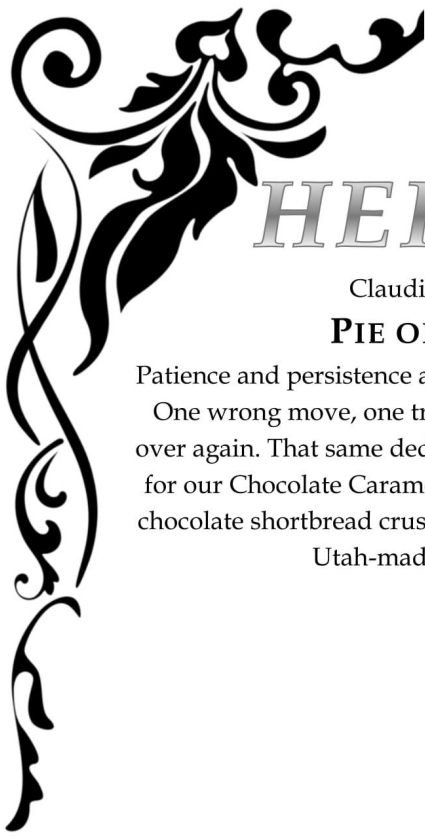 HE
Claudi
PIE O
Patience and persistence a
One wrong move, one tr
over again. That same dec
for our Chocolate Caram
chocolate shortbread crus
Utah-mad